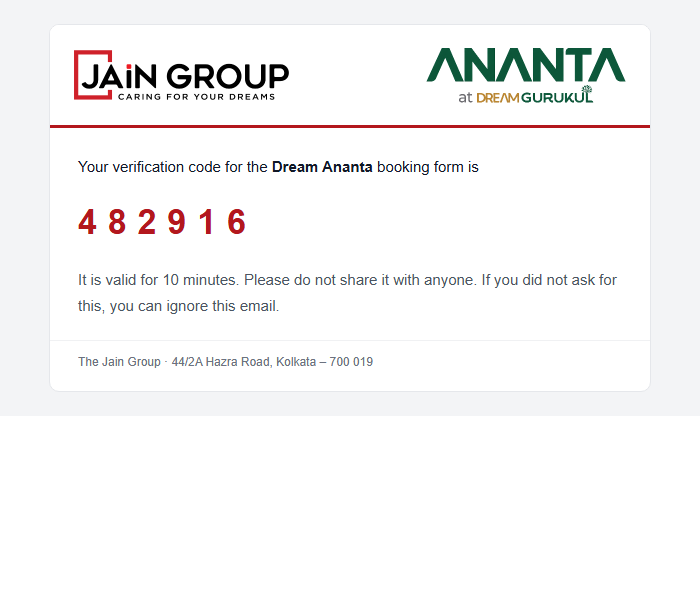 JAiN GROUP
CARING FOR YOUR DREAMS
ANANTA
at DREAM GURUKUL
Your verification code for the Dream Ananta booking form is
4 8 2 9 1 6
It is valid for 10 minutes. Please do not share it with anyone. If you did not ask for
this, you can ignore this email.
The Jain Group · 44/2A Hazra Road, Kolkata – 700 019